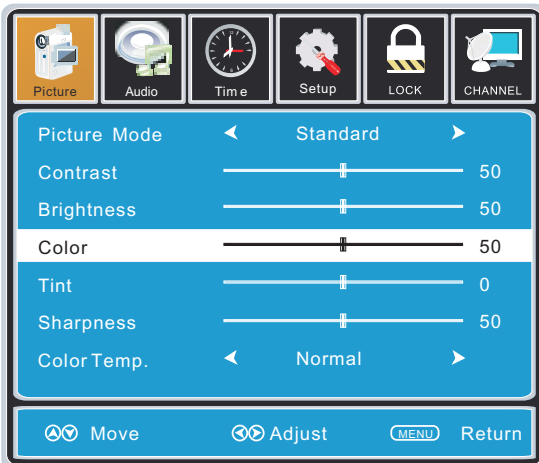 Picture Audio Time Setup LOCK CHANNEL
Picture Mode Standard
Contrast 50
Brightness 50
Color 50
Tint 0
Sharpness 50
Color Temp. Normal
Move Adjust MENU Return